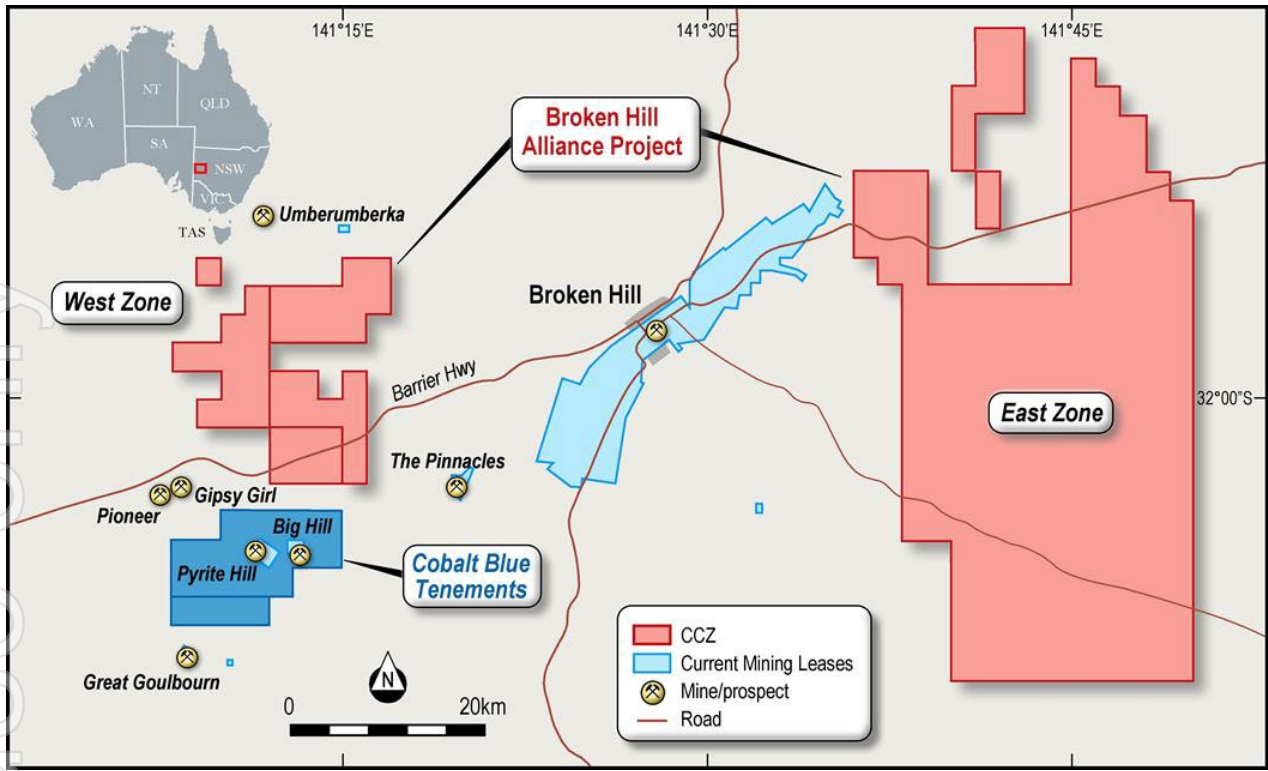 141°15'E
141°30'E
141°45'E
NT
QLD
WA
SA
NSW
VIC
TAS
Broken Hill
Alliance Project
Umberumberka
West Zone
Broken Hill
Barrier Hwy
32°00"S
East Zone
The Pinnacles
Gipsy Girl
Pioneer
Big Hill
Pyrite Hill
Cobalt Blue
Tenements
Great Goulbourn
N
0 20km
CCZ
Current Mining Leases
Mine/prospect
Road